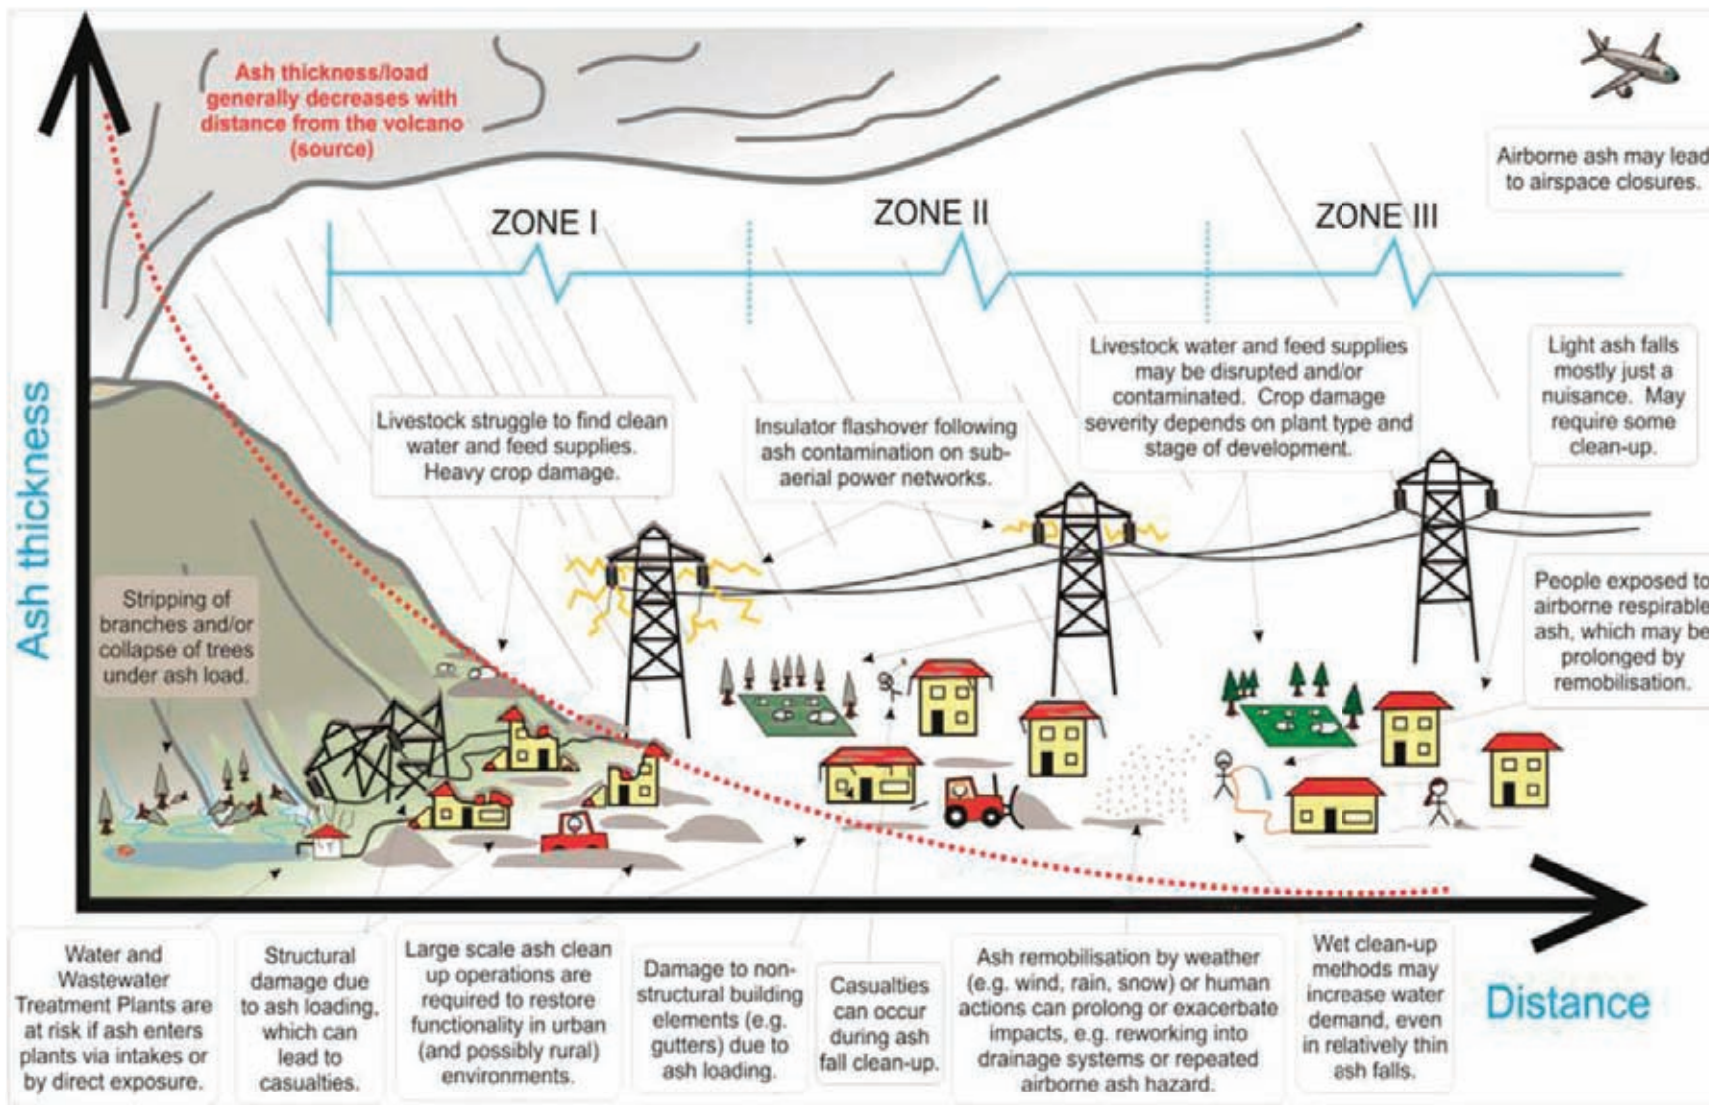 Ash thickness/load
generally decreases with
distance from the volcano
(source)
Airborne ash may lead
to airspace closures.
ZONE I
ZONE II
ZONE III
Ash thickness
Livestock struggle to find clean
water and feed supplies.
Heavy crop damage.
Insulator flashover following
ash contamination on sub-
aerial power networks.
Livestock water and feed supplies
may be disrupted and/or
contaminated. Crop damage
severity depends on plant type and
stage of development.
Light ash falls
mostly just a
nuisance. May
require some
clean-up.
Stripping of
branches and/or
collapse of trees
under ash load.
People exposed to
airborne respirable
ash, which may be
prolonged by
remobilisation.
Water and
Wastewater
Treatment Plants are
at risk if ash enters
plants via intakes or
by direct exposure.
Structural
damage due
to ash loading,
which can
lead to
casualties.
Large scale ash clean
up operations are
required to restore
functionality in urban
(and possibly rural)
environments.
Damage to non-
structural building
elements (e.g.
gutters) due to
ash loading.
Casualties
can occur
during ash
fall clean-up.
Ash remobilisation by weather
(e.g. wind, rain, snow) or human
actions can prolong or exacerbate
impacts, e.g. reworking into
drainage systems or repeated
airborne ash hazard.
Wet clean-up
methods may
increase water
demand, even
in relatively thin
ash falls.
Distance